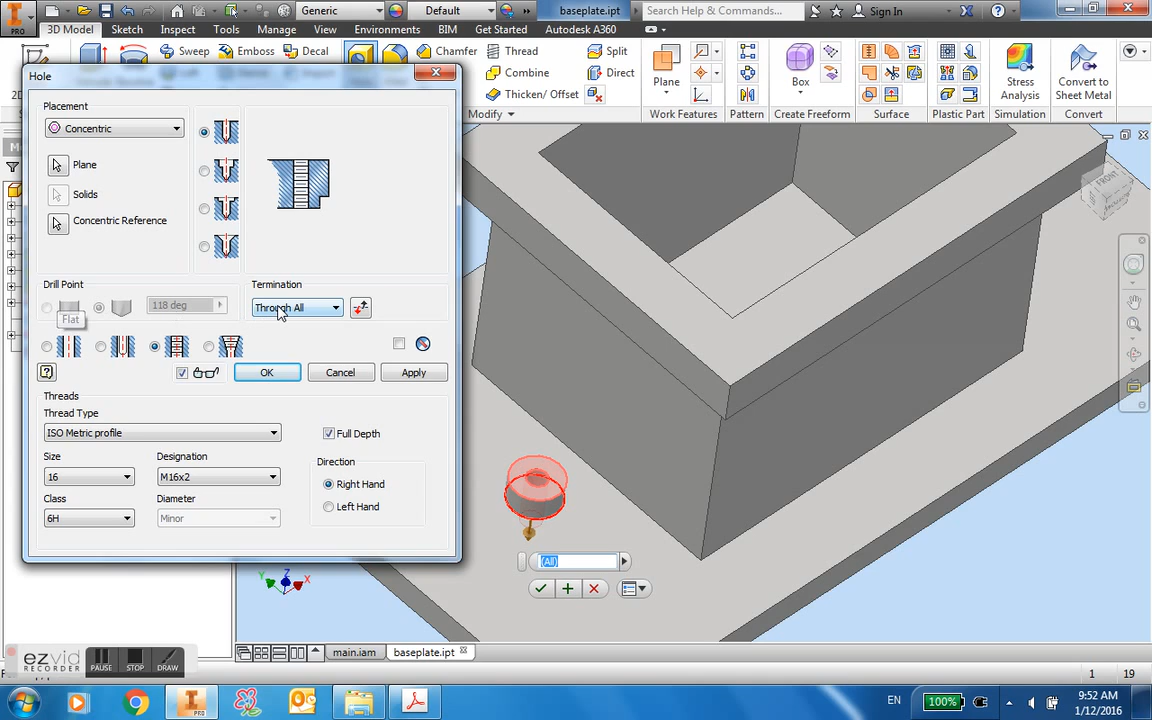 Generic
Default
baseplate.ipt
Search Help & Commands...
Sign In
PRO
3D Model
Sketch
Inspect
Tools
Manage
View
Environments
BIM
Get Started
Autodesk A360
Sweep
Emboss
Decal
Chamfer
Thread
Combine
Thicken/ Offset
Split
Direct
Plane
Box
Stress
Analysis
Convert to
Sheet Metal
Modify
Work Features
Pattern
Create Freeform
Surface
Plastic Part
Simulation
Convert
Hole
Placement
Concentric
Plane
Solids
Concentric Reference
Drill Point
118 deg
Flat
Termination
Through All
OK
Cancel
Apply
Threads
Thread Type
ISO Metric profile
Full Depth
Size
Designation
16
M16x2
Class
Diameter
6H
Minor
Direction
Right Hand
Left Hand
(All)
FRONT
Z
Y
X
main.iam
baseplate.ipt
1
19
ezvid
RECORDER
PAUSE
STOP
DRAW
PRO
EN
100%
9:52 AM
1/12/2016